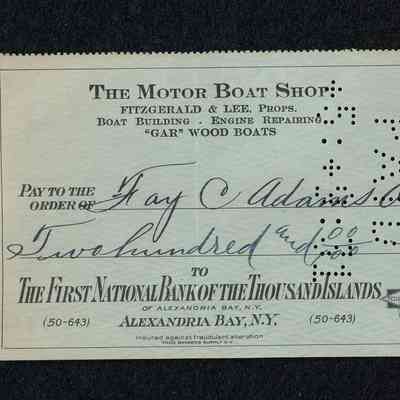 THE MOTOR BOAT SHOP
FITZGERALD & LEE, PROPS.
BOAT BUILDING - ENGINE REPAIRING
"GAR" WOOD BOATS
PAY TO THE
ORDER OF Fay C Adams
Two hundred and 00/00
TO
THE FIRST NATIONAL BANK OF THE THOUSAND ISLANDS
OF ALEXANDRIA BAY, N.Y.
(50-643) ALEXANDRIA BAY, N.Y. (50-643)
Insured against fraudulent alteration